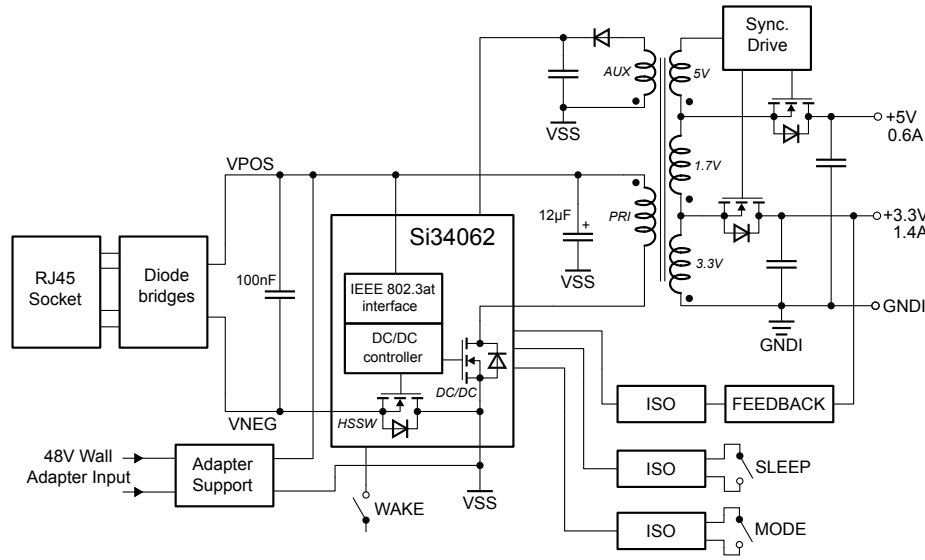 Sync.
Drive
AUX
5V
VSS
+5V
0.6A
VPOS
1.7V
PRI
12µF
+
+3.3V
1.4A
Si34062
RJ45
Socket
Diode
bridges
100nF
IEEE 802.3at
interface
VSS
3.3V
GNDI
GNDI
DC/DC
controller
DC/DC
HSSW
VNEG
ISO
FEEDBACK
48V Wall
Adapter Input
Adapter
Support
WAKE
VSS
ISO
SLEEP
ISO
MODE